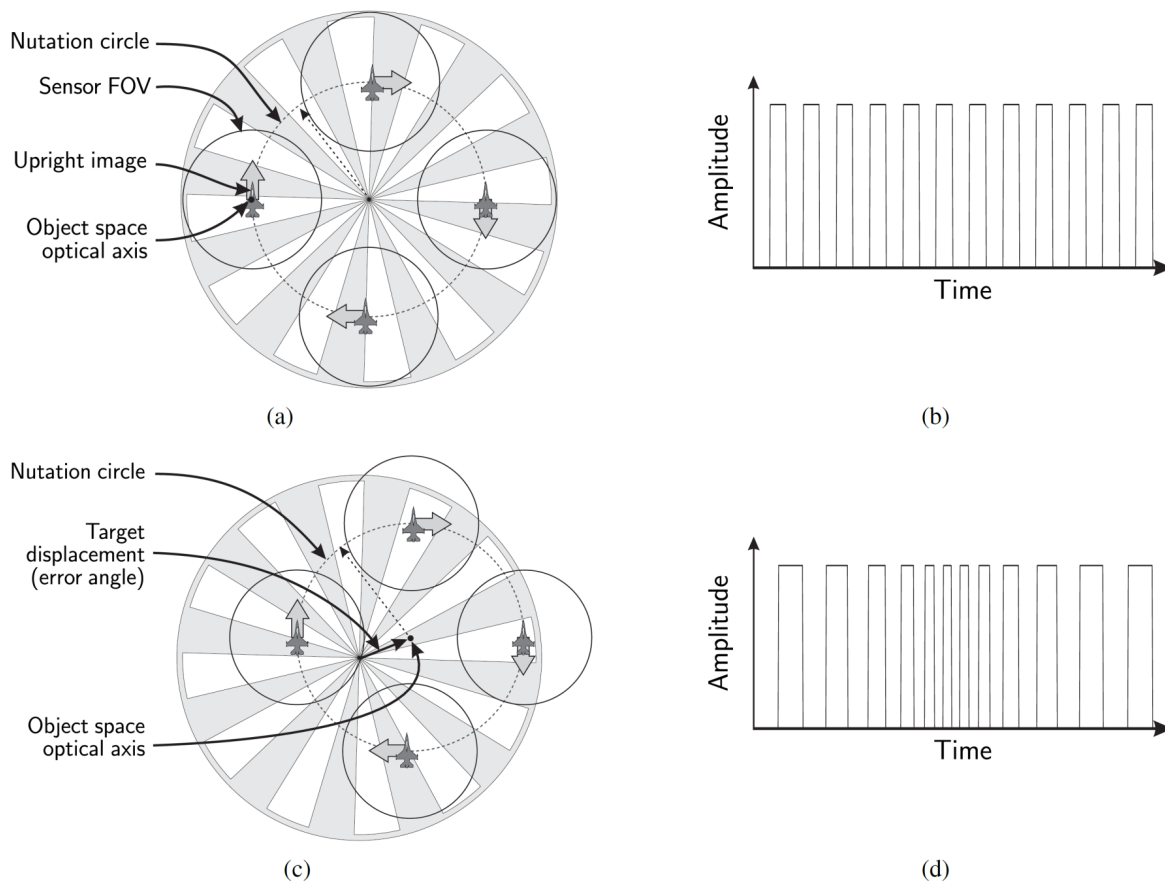 Nutation circle
Sensor FOV
Upright image
Object space
optical axis
Amplitude
Time
(a)
(b)
Nutation circle
Target
displacement
(error angle)
Object space
optical axis
Amplitude
Time
(c)
(d)